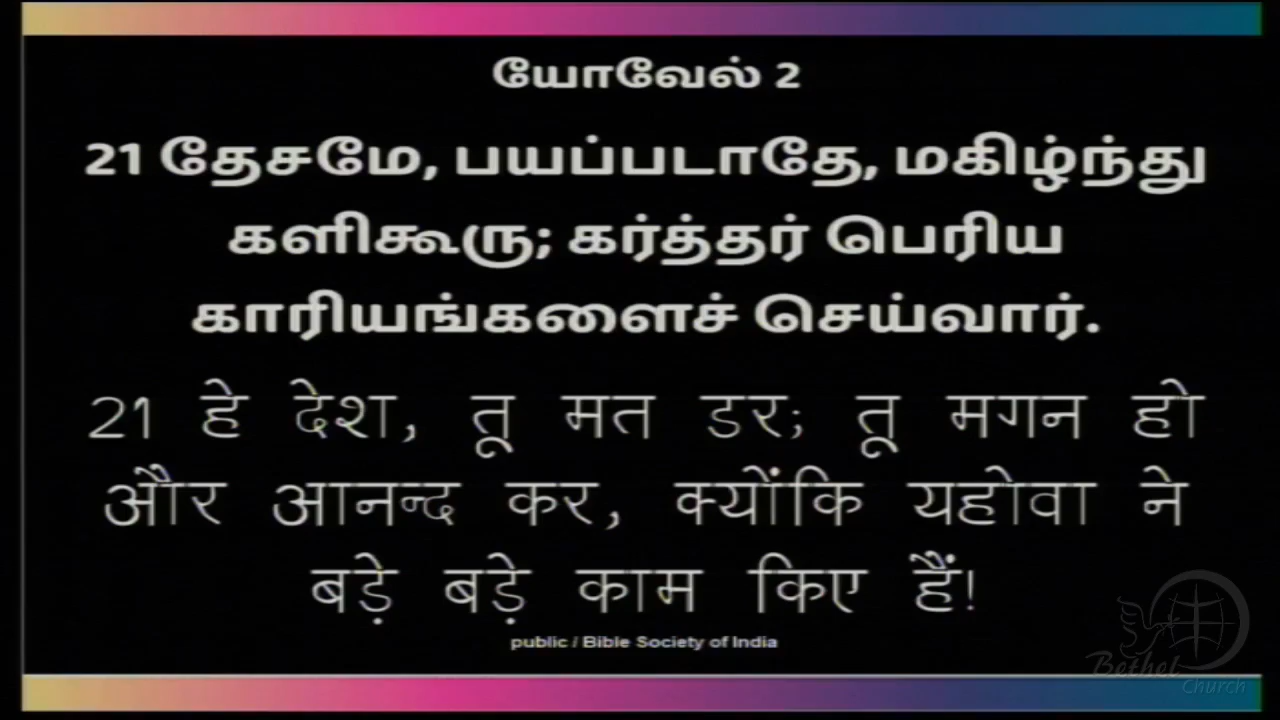 யோவேல் 2
21 தேசமே, பயப்படாதே, மகிழ்ந்து
களிகூரு; கர்த்தர் பெரிய
காரியங்களைச் செய்வார்.
21 हे देश, तू मत डर; तू मगन हो
और आनन्द कर, क्योंकि यहोवा ने
बड़े बड़े काम किए हैं!
public / Bible Society of India
Bethel
Church